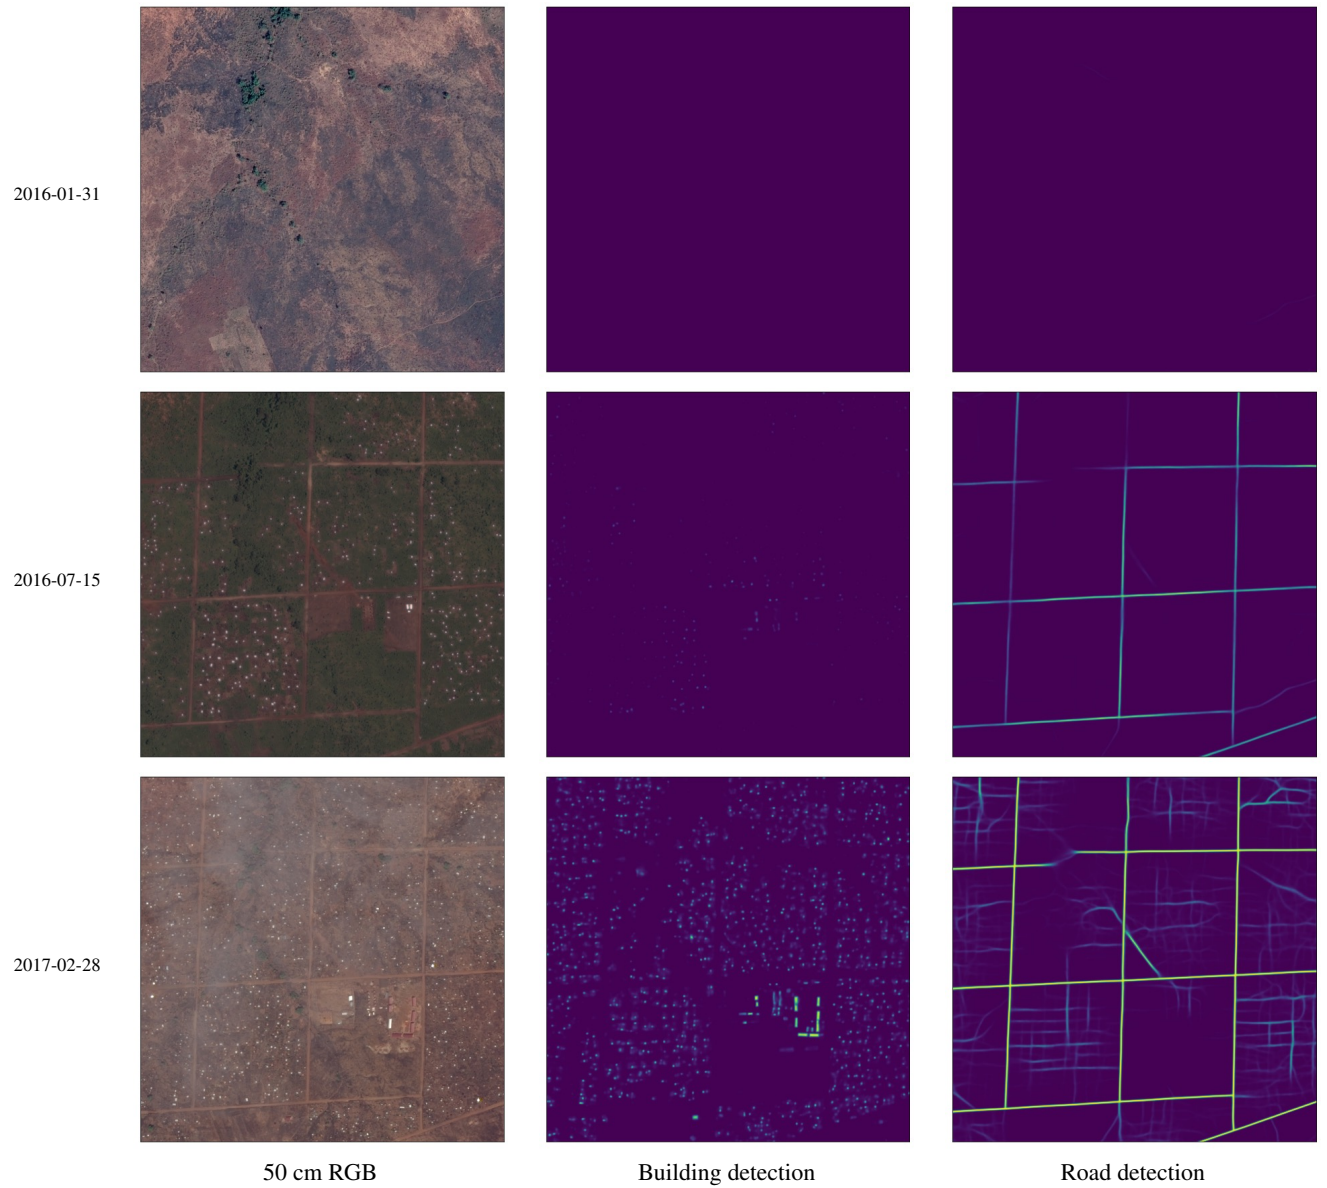 2016-01-31
2016-07-15
2017-02-28
50 cm RGB
Building detection
Road detection